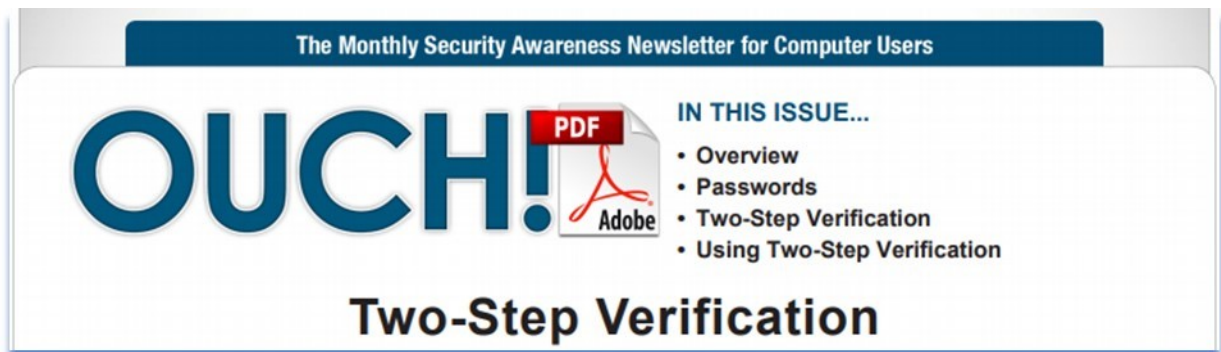 The Monthly Security Awareness Newsletter for Computer Users
OUCH!
PDF
Adobe
IN THIS ISSUE...
• Overview
• Passwords
• Two-Step Verification
• Using Two-Step Verification
Two-Step Verification